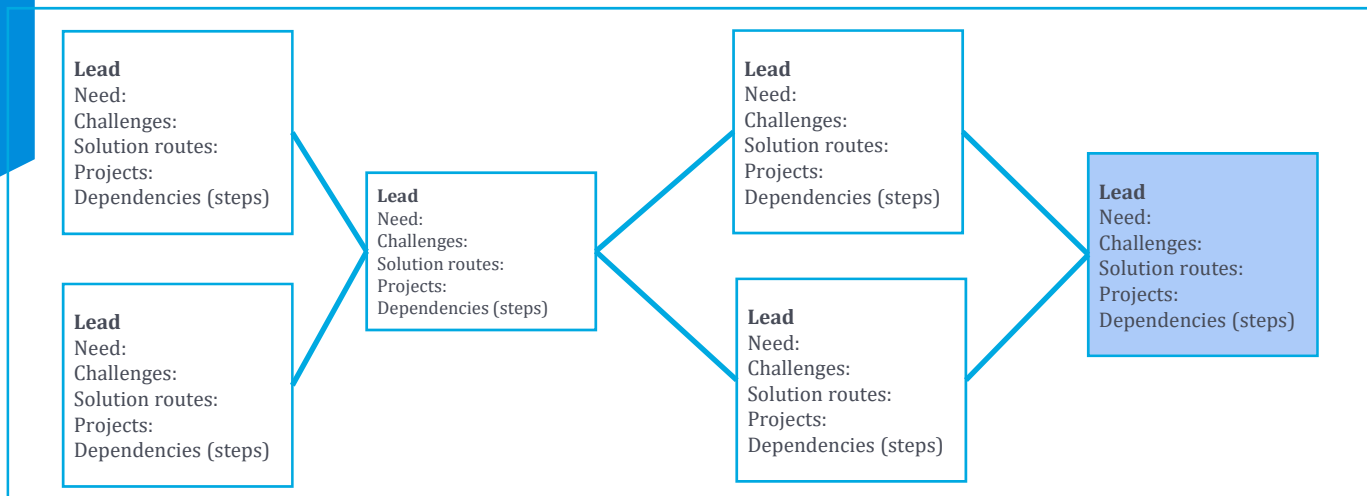 Lead
Need:
Challenges:
Solution routes:
Projects:
Dependencies (steps)
Lead
Need:
Challenges:
Solution routes:
Projects:
Dependencies (steps)
Lead
Need:
Challenges:
Solution routes:
Projects:
Dependencies (steps)
Lead
Need:
Challenges:
Solution routes:
Projects:
Dependencies (steps)
Lead
Need:
Challenges:
Solution routes:
Projects:
Dependencies (steps)
Lead
Need:
Challenges:
Solution routes:
Projects:
Dependencies (steps)